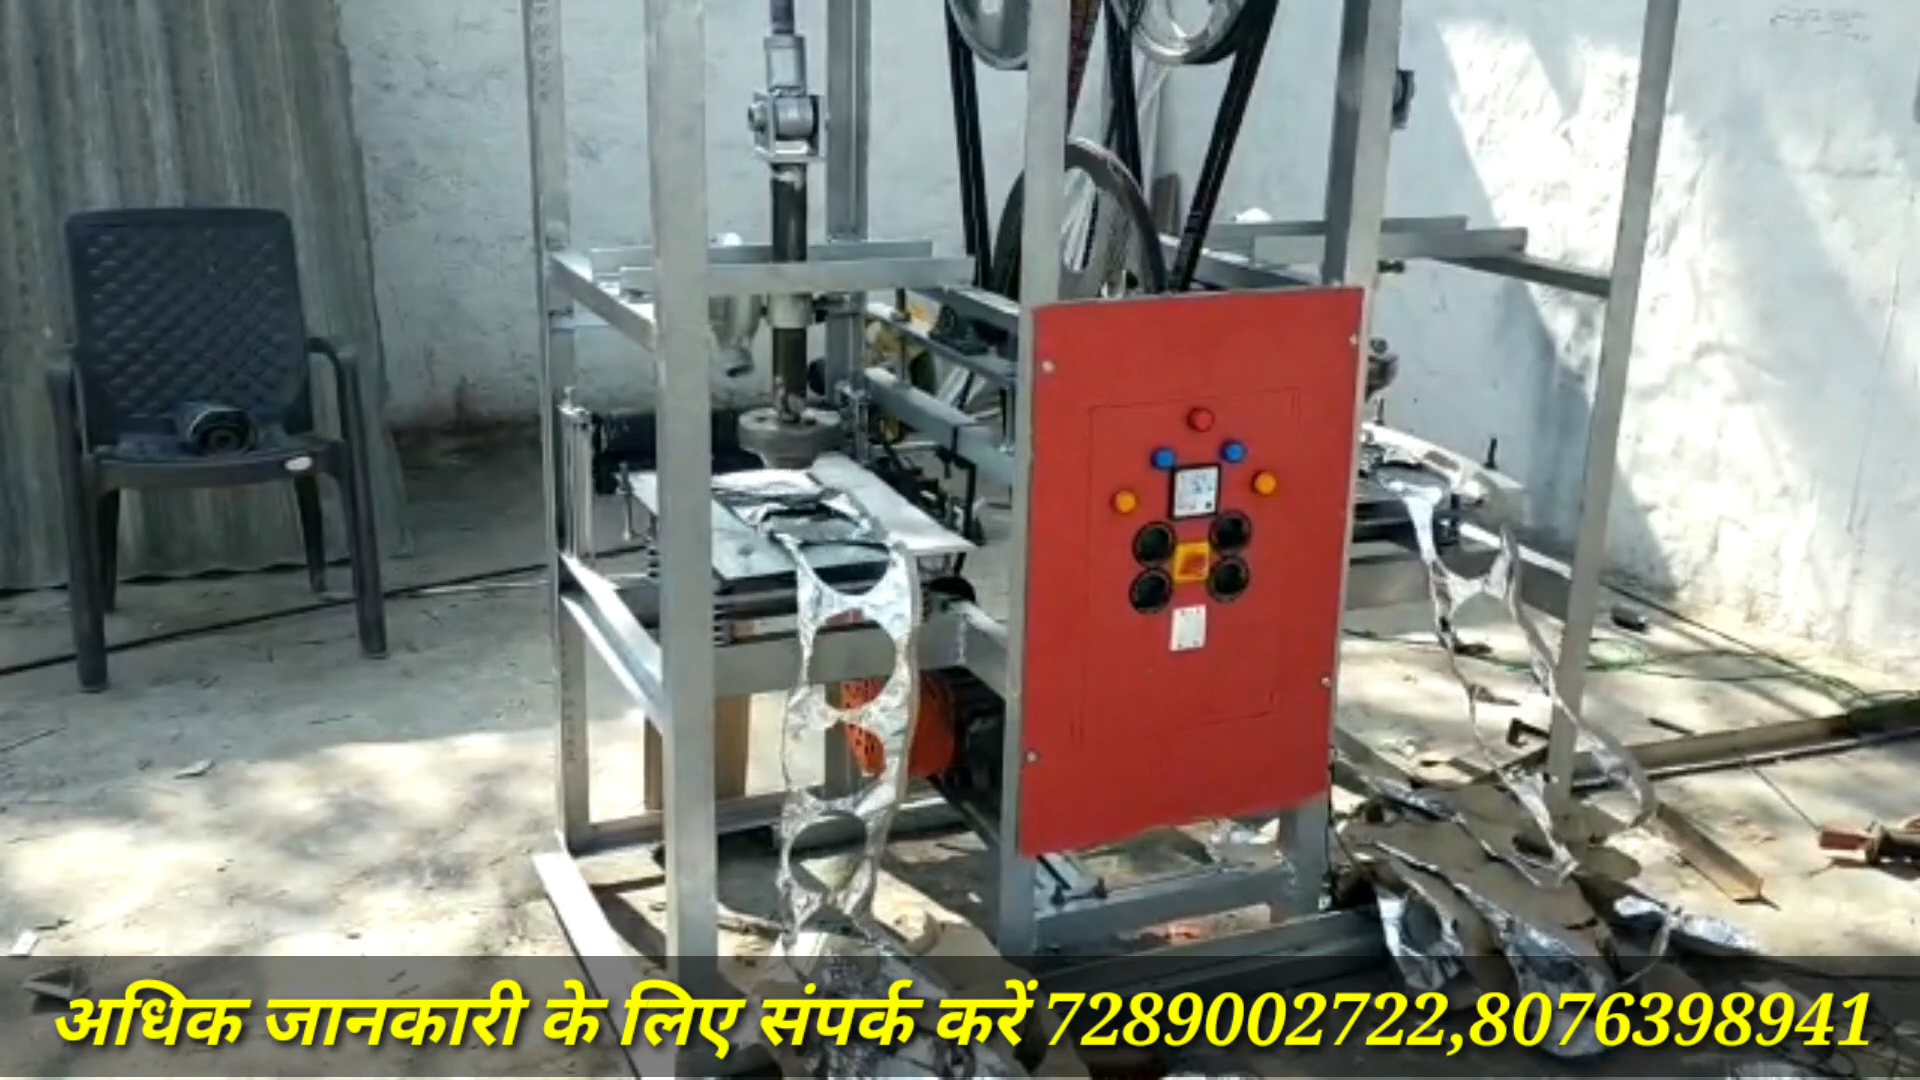 अधिक जानकारी के लिए संपर्क करें 7289002722,8076398941